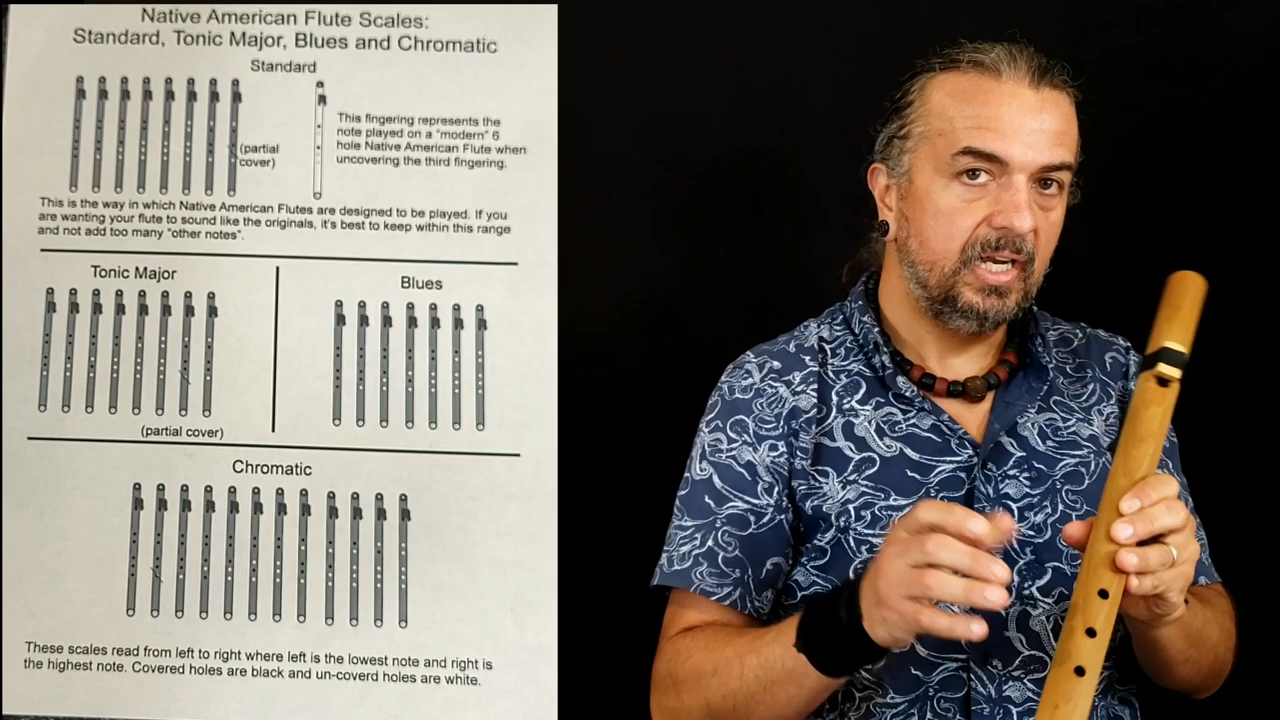 Native American Flute Scales:
Standard, Tonic Major, Blues and Chromatic
Standard
(partial
cover)
This fingering represents the
note played on a "modern" 6
hole Native American Flute when
uncovering the third fingering.
This is the way in which Native American Flutes are designed to be played. If you
are wanting your flute to sound like the originals, it's best to keep within this range
and not add too many "other notes".
Tonic Major
(partial cover)
Blues
Chromatic
These scales read from left to right where left is the lowest note and right is
the highest note. Covered holes are black and un-coverd holes are white.